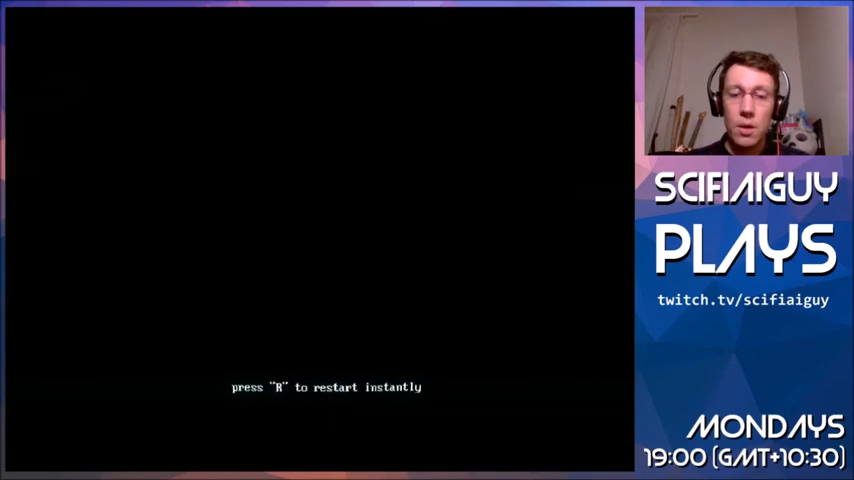 SCIFIAIGUY
PLAYS
twitch.tv/scifiaiguy
press "R" to restart instantly
MONDAYS
19:00 (GMT+10:30)